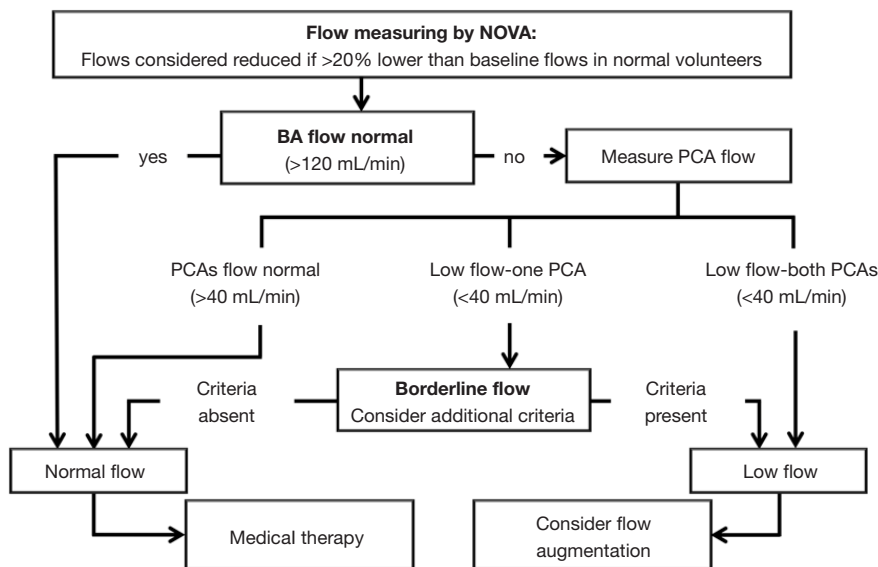 Flow measuring by NOVA:
Flows considered reduced if >20% lower than baseline flows in normal volunteers
BA flow normal
(>120 mL/min)
yes
no
Measure PCA flow
PCAs flow normal
(>40 mL/min)
Low flow-one PCA
(<40 mL/min)
Low flow-both PCAs
(<40 mL/min)
Criteria
absent
Borderline flow
Consider additional criteria
Criteria
present
Normal flow
Low flow
Medical therapy
Consider flow
augmentation